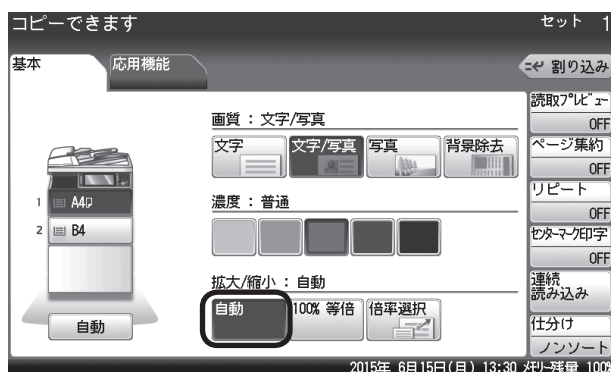 コピーできます
セット 1
基本
応用機能
割り込み
画質：文字/写真
文字
文字/写真
写真
背景除去
1 A4
2 B4
自動
濃度：普通
拡大/縮小：自動
自動
100% 等倍
倍率選択
読取プレビュー
OFF
ページ集約
OFF
リピート
OFF
センターマーク印字
OFF
連続
読み込み
仕分け
ノンソート
2015年 6月15日(月) 13:30 メモリー残量 100%